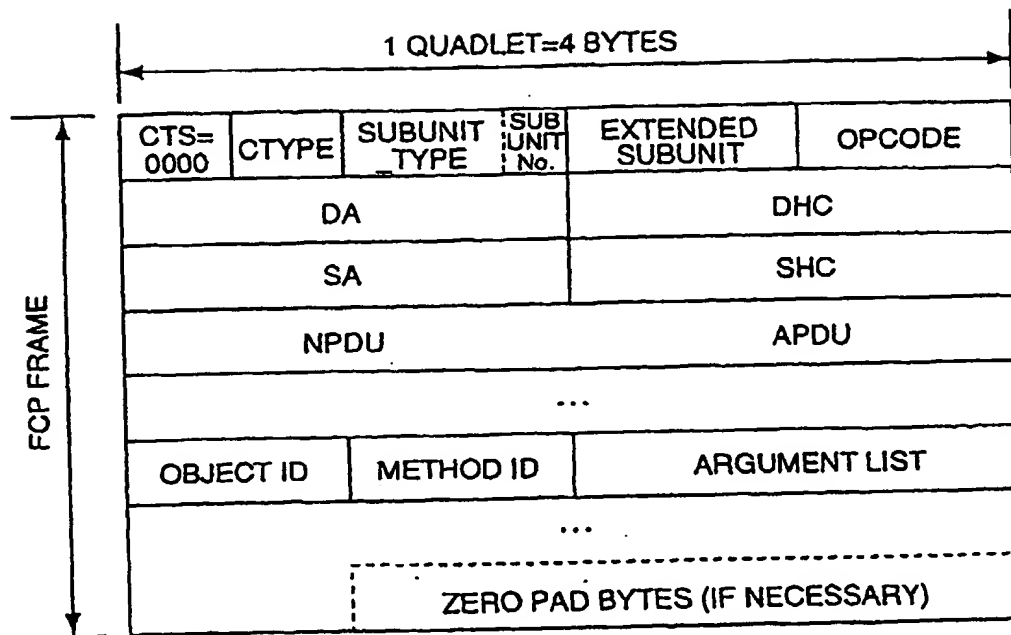 1 QUADLET=4 BYTES
FCP FRAME
CTS=
0000
CTYPE
SUBUNIT
_TYPE
SUB
UNIT
No.
EXTENDED
SUBUNIT
OPCODE
DA
DHC
SA
SHC
NPDU
APDU
...
OBJECT ID
METHOD ID
ARGUMENT LIST
...
ZERO PAD BYTES (IF NECESSARY)